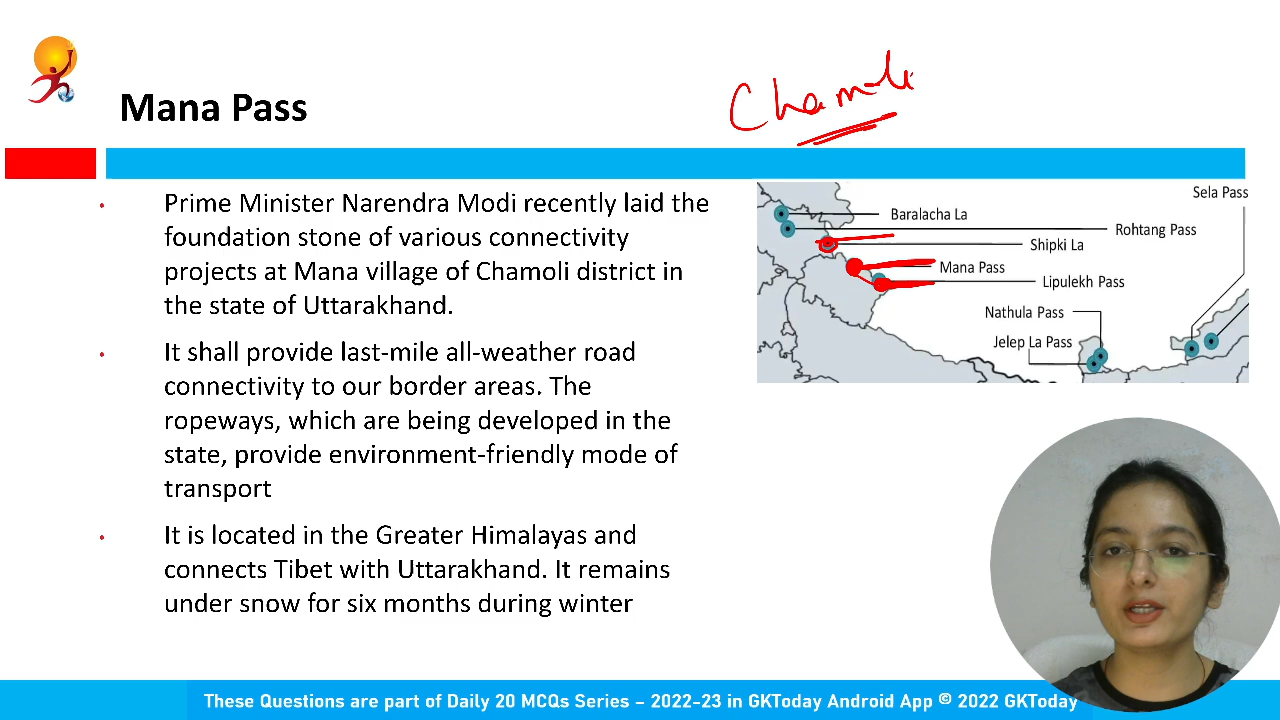 Chamoli
Mana Pass
Prime Minister Narendra Modi recently laid the
foundation stone of various connectivity
projects at Mana village of Chamoli district in
the state of Uttarakhand.
It shall provide last-mile all-weather road
connectivity to our border areas. The
ropeways, which are being developed in the
state, provide environment-friendly mode of
transport
It is located in the Greater Himalayas and
connects Tibet with Uttarakhand. It remains
under snow for six months during winter
Sela Pass
Baralacha La
Rohtang Pass
Shipki La
Mana Pass
Lipulekh Pass
Nathula Pass
Jelep La Pass
These Questions are part of Daily 20 MCQs Series – 2022-23 in GKToday Android App © 2022 GKToday